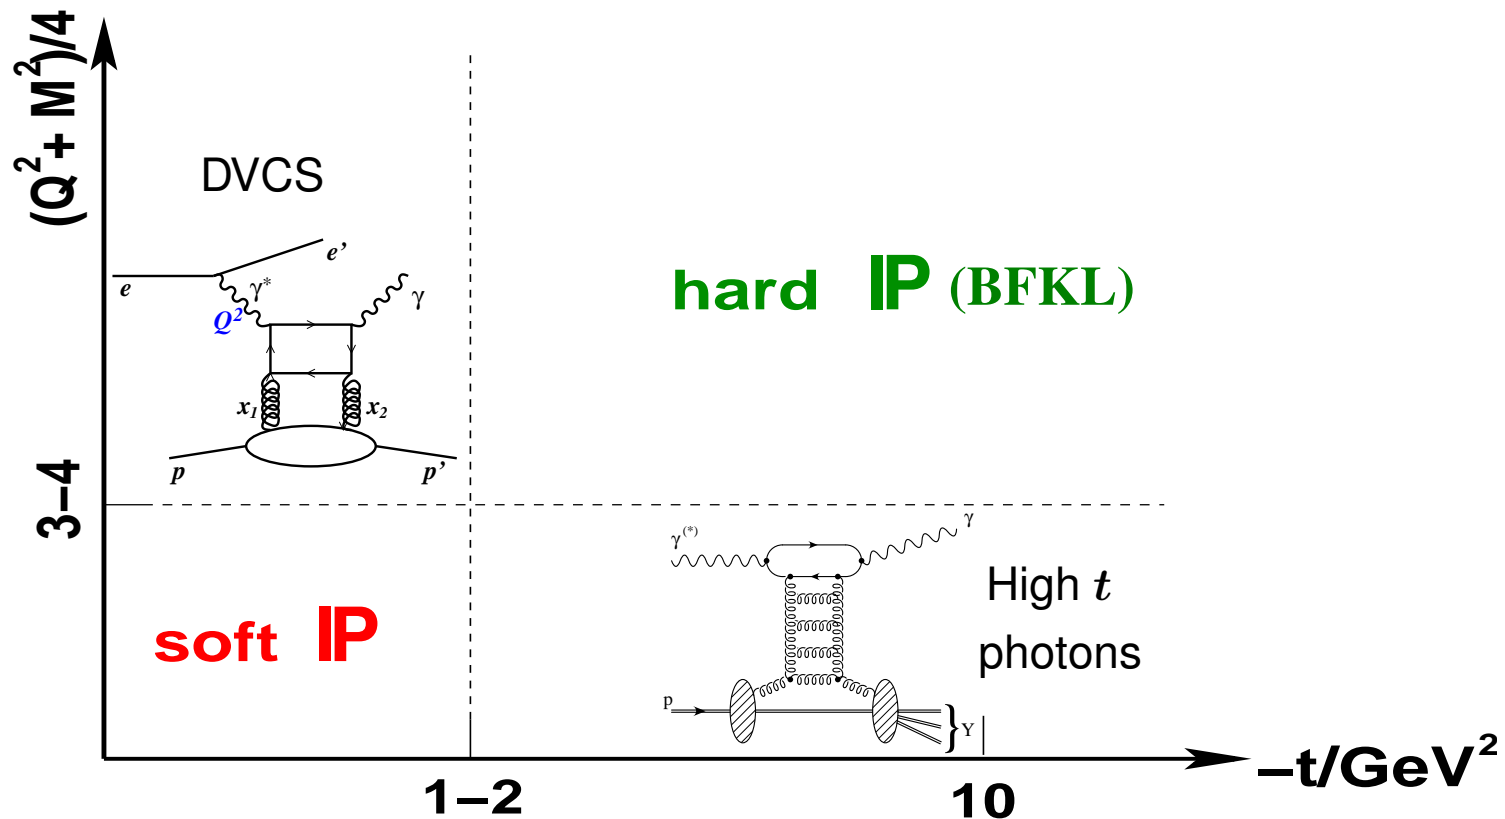 (Q² + M²)/4
DVCS
e
e’
γ*
γ
Q²
x₁
x₂
p
p’
hard IP (BFKL)
3–4
soft IP
γ(*)
γ
High t
photons
p
} Y
1–2
10
–t/GeV²